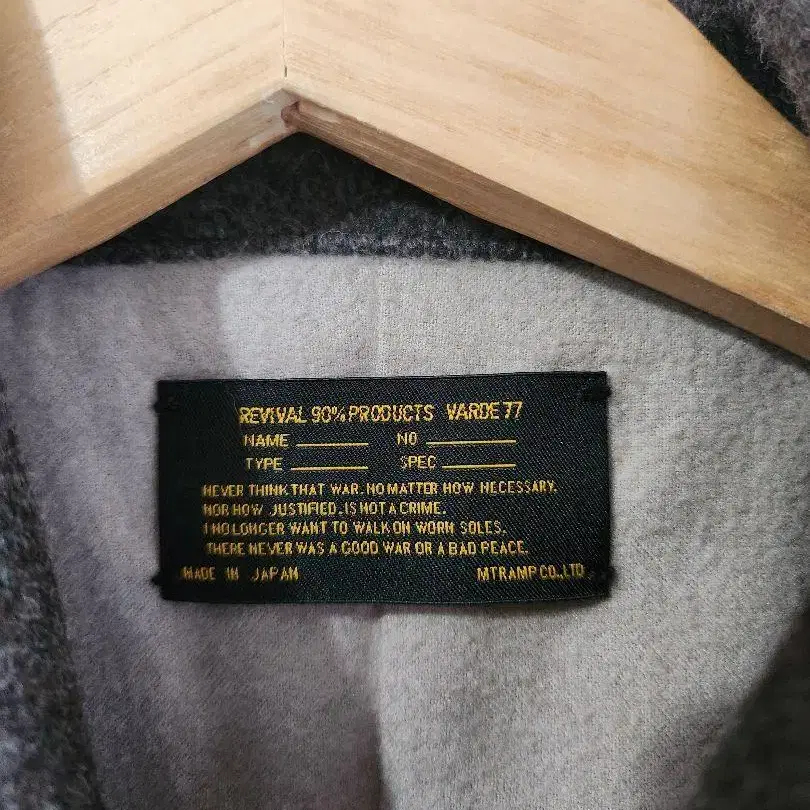 REVIVAL 90% PRODUCTS VARDE 77
NAME NO
TYPE SPEC
NEVER THINK THAT WAR. NO MATTER HOW NECESSARY.
NOR HOW JUSTIFIED. IS NOT A CRIME.
I NO LONGER WANT TO WALK ON WORN SOLES.
THERE NEVER WAS A GOOD WAR OR A BAD PEACE.
MADE IN JAPAN MTRAMP CO.,LTD